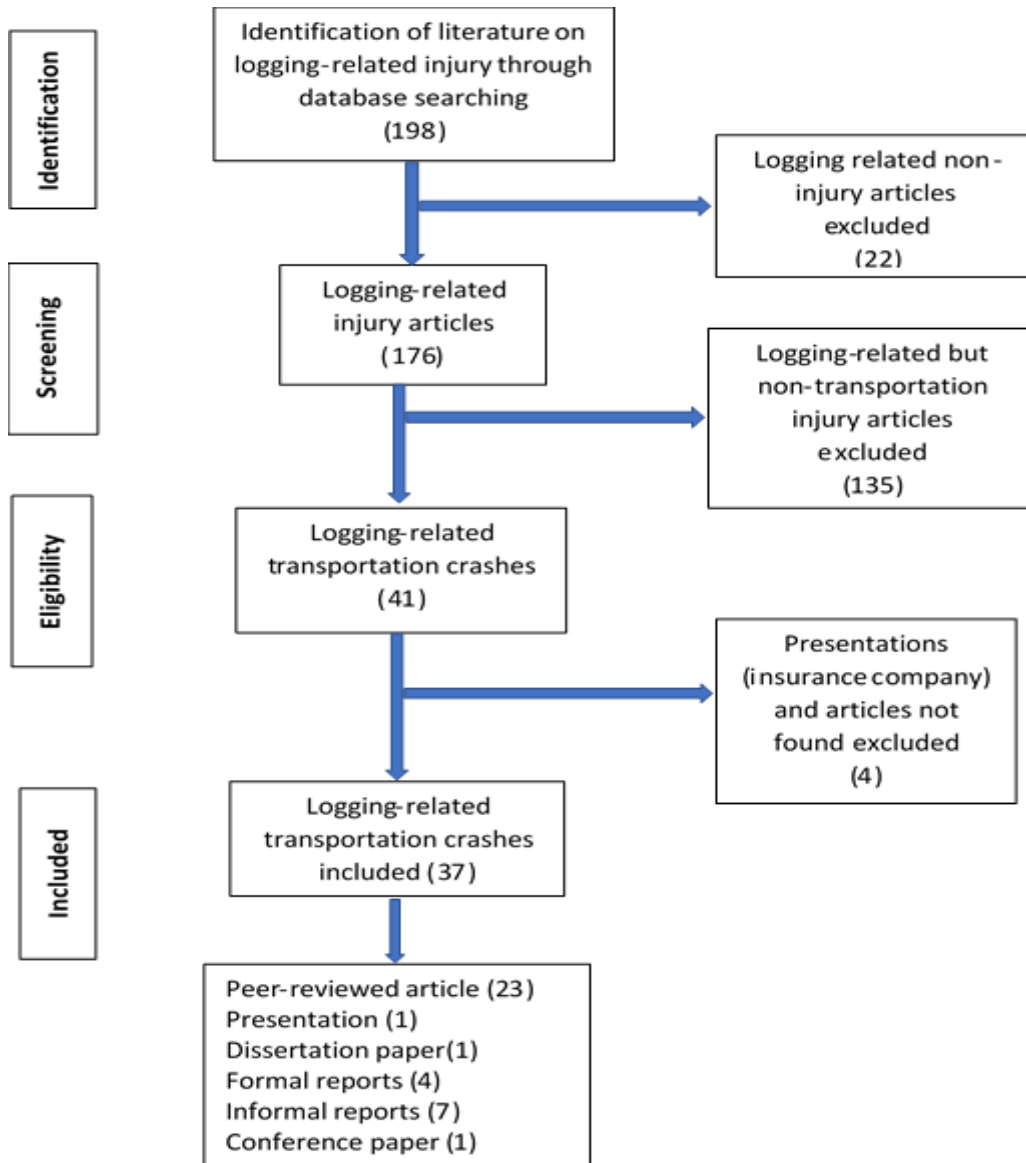 Identification
Identification of literature on
logging-related injury through
database searching
(198)
Logging related non-
injury articles
excluded
(22)
Screening
Logging-related
injury articles
(176)
Logging-related but
non-transportation
injury articles
excluded
(135)
Eligibility
Logging-related
transportation crashes
(41)
Presentations
(insurance company)
and articles not
found excluded
(4)
Included
Logging-related
transportation crashes
included (37)
Peer-reviewed article (23)
Presentation (1)
Dissertation paper(1)
Formal reports (4)
Informal reports (7)
Conference paper (1)